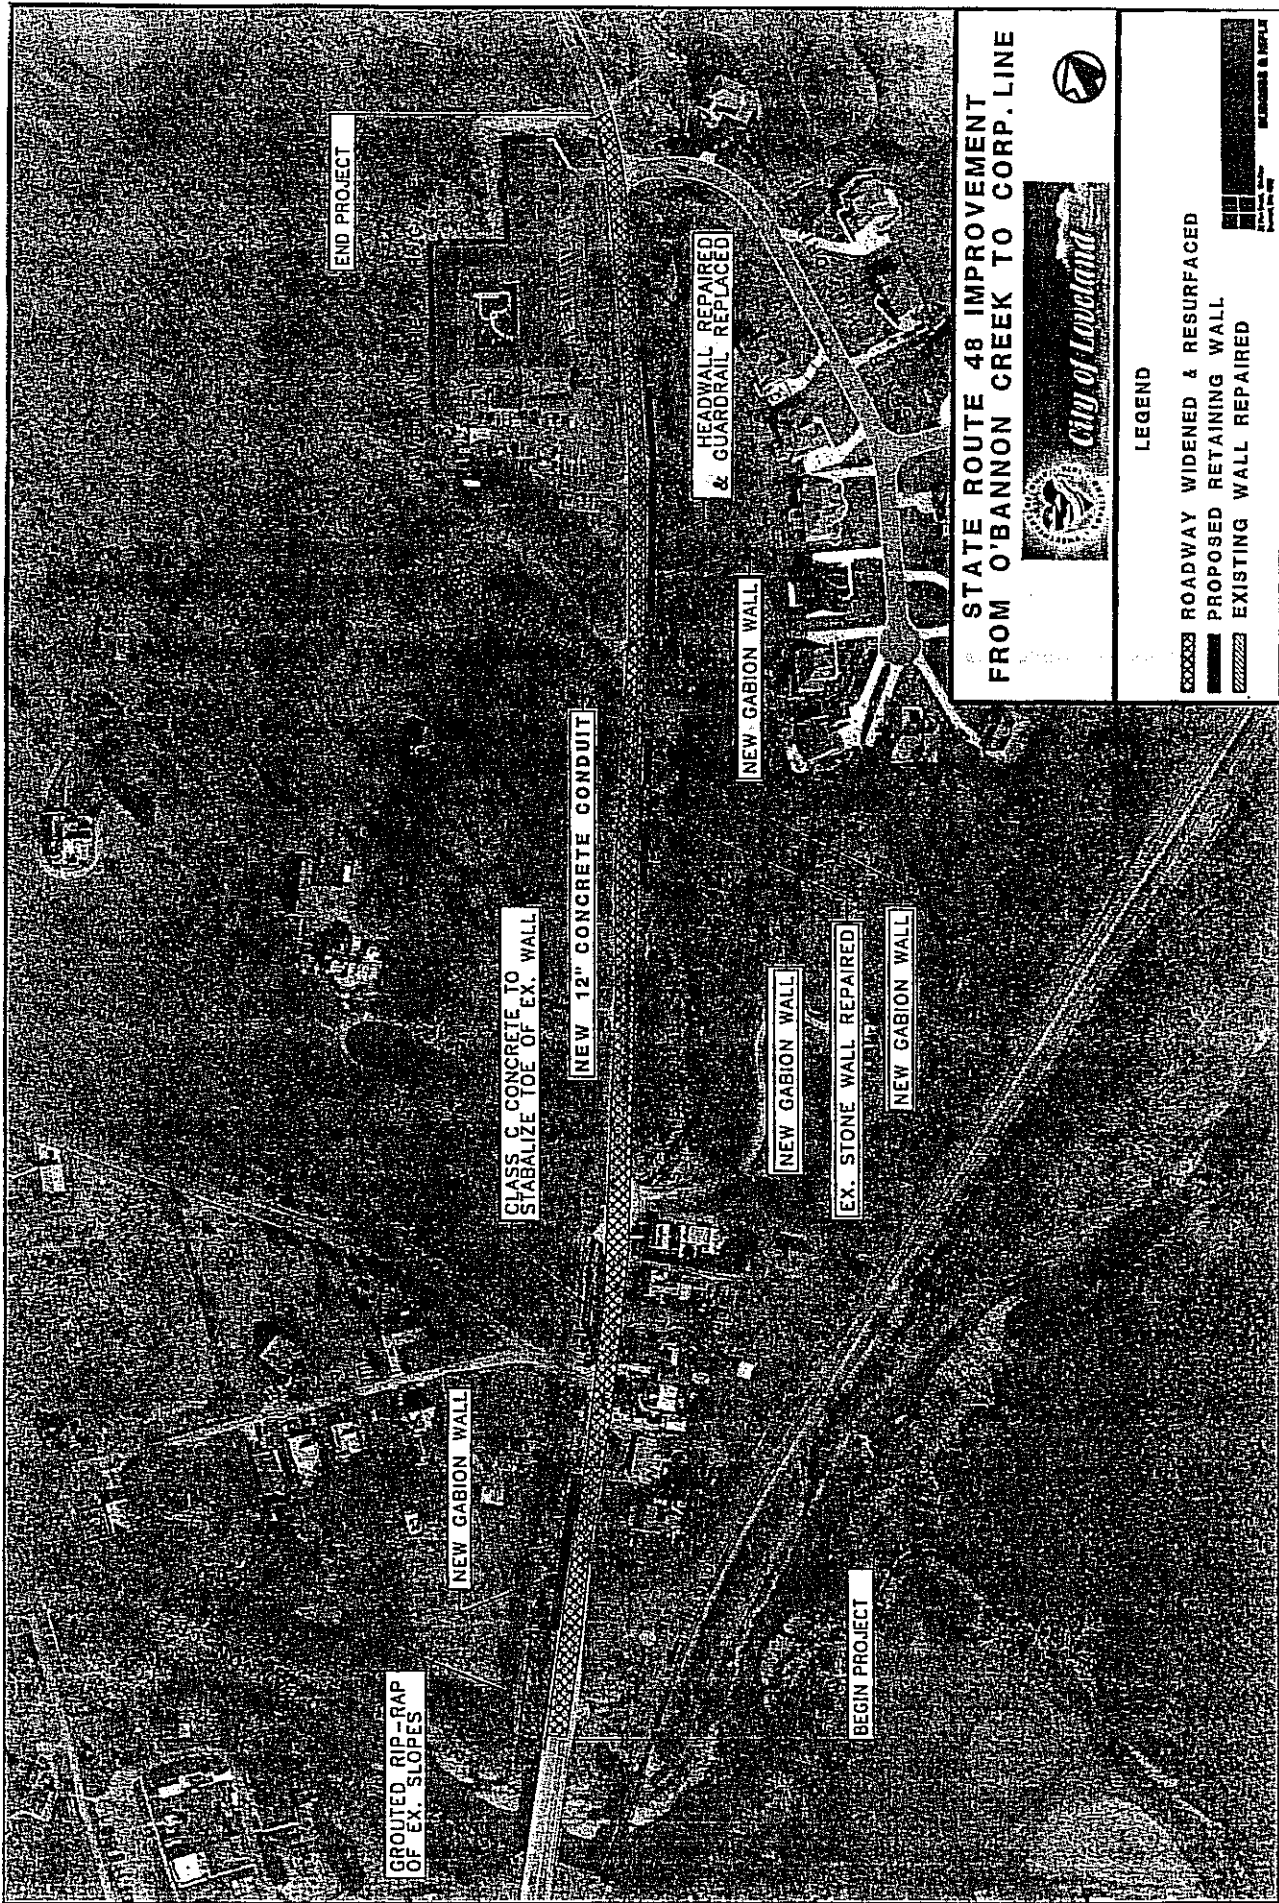 GROUTED RIP-RAP
OF EX. SLOPES
NEW GABION WALL
BEGIN PROJECT
CLASS C CONCRETE TO
STABALIZE TOE OF EX. WALL
NEW 12" CONCRETE CONDUIT
NEW GABION WALL
EX. STONE WALL REPAIRED
NEW GABION WALL
NEW GABION WALL
HEADWALL REPAIRED
& GUARDRAIL REPLACED
END PROJECT
STATE ROUTE 48 IMPROVEMENT
FROM O'BANNON CREEK TO CORP. LINE
City of Loveland
LEGEND
ROADWAY WIDENED & RESURFACED
PROPOSED RETAINING WALL
EXISTING WALL REPAIRED
BURGESS & NIPLE